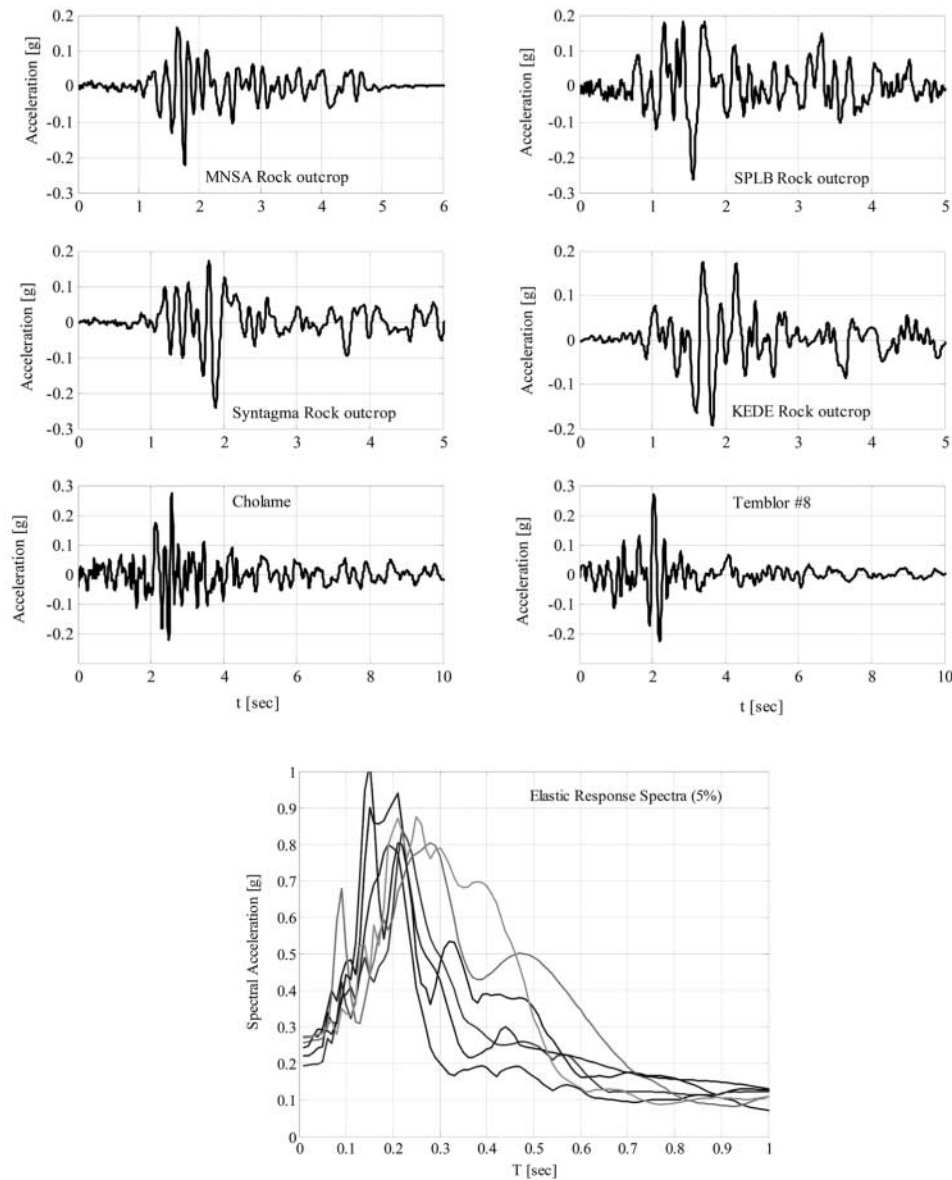 0.2
0.1
0
-0.1
-0.2
-0.3
Acceleration [g]
MNSA Rock outcrop
0 1 2 3 4 5 6
0.2
0.1
0
-0.1
-0.2
-0.3
Acceleration [g]
SPLB Rock outcrop
0 1 2 3 4 5
0.2
0.1
0
-0.1
-0.2
-0.3
Acceleration [g]
Syntagma Rock outcrop
0 1 2 3 4 5
0.2
0.1
0
-0.1
-0.2
Acceleration [g]
KEDE Rock outcrop
0 1 2 3 4 5
0.3
0.2
0.1
0
-0.1
-0.2
Acceleration [g]
Cholame
0 2 4 6 8 10
t [sec]
0.3
0.2
0.1
0
-0.1
-0.2
Acceleration [g]
Temblor #8
0 2 4 6 8 10
t [sec]
1
0.9
0.8
0.7
0.6
0.5
0.4
0.3
0.2
0.1
0
Spectral Acceleration [g]
Elastic Response Spectra (5%)
0 0.1 0.2 0.3 0.4 0.5 0.6 0.7 0.8 0.9 1
T [sec]